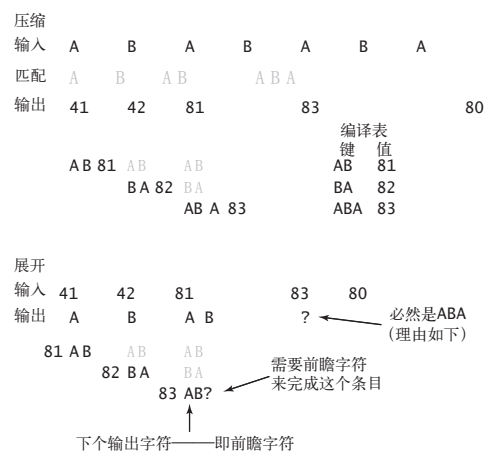 压缩
输入 A B A B A B A
匹配 A B A B A B A
输出 41 42 81 83 80
编译表
键 值
A B 81 A B A B AB 81
B A 82 B A BA 82
AB A 83 ABA 83
展开
输入 41 42 81 83 80
输出 A B A B ? 必然是ABA
(理由如下)
81 A B A B A B
82 B A B A
需要前瞻字符
来完成这个条目
83 AB?
下个输出字符——即前瞻字符